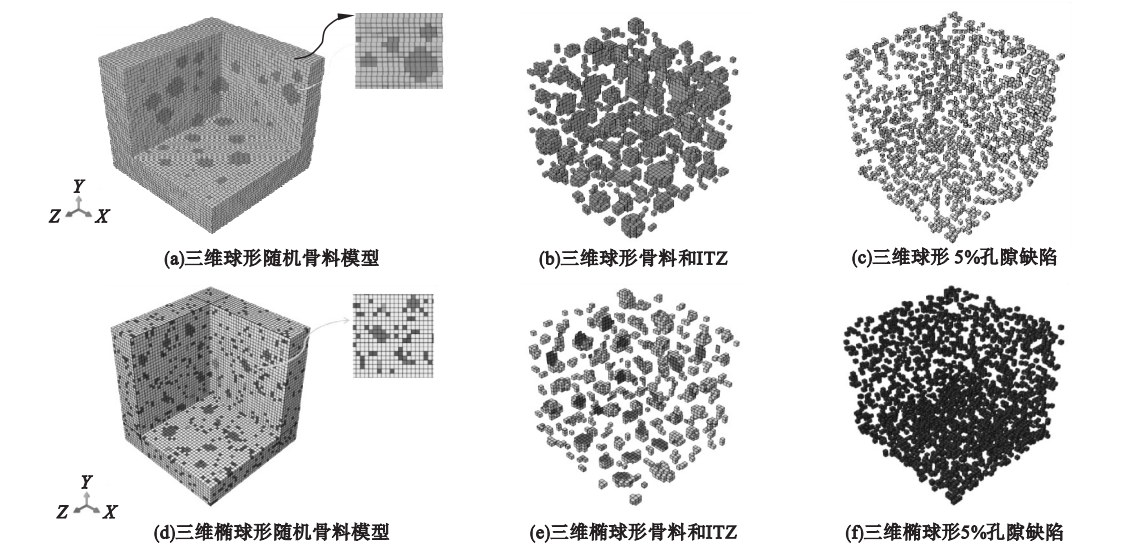 Y
Z X
(a)三维球形随机骨料模型
(b)三维球形骨料和ITZ
(c)三维球形 5%孔隙缺陷
Y
Z X
(d)三维椭球形随机骨料模型
(e)三维椭球形骨料和ITZ
(f)三维椭球形5%孔隙缺陷